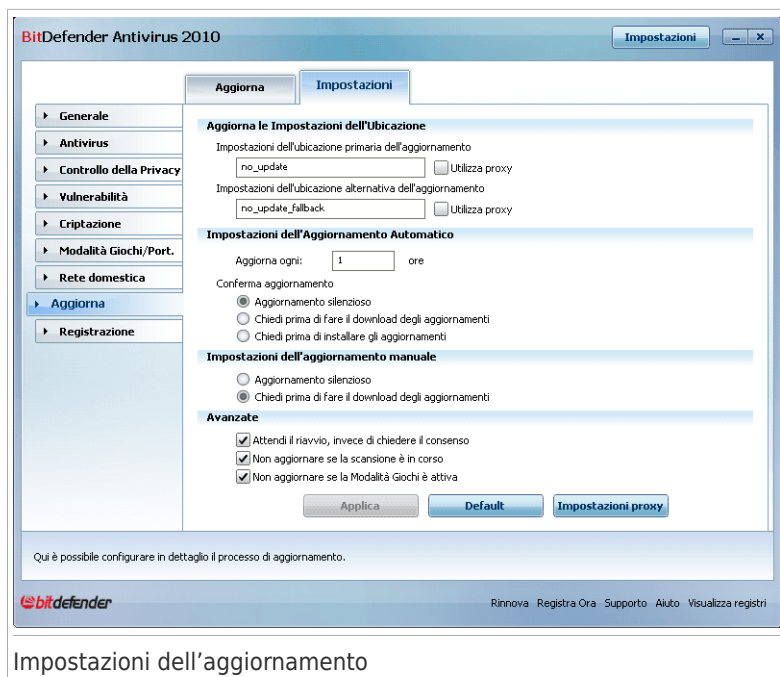 BitDefender Antivirus 2010
Impostazioni
Aggiorna
Impostazioni
Generale
Antivirus
Controllo della Privacy
Vulnerabilità
Criptazione
Modalità Giochi/Port.
Rete domestica
Aggiorna
Registrazione
Aggiorna le Impostazioni dell'Ubicazione
Impostazioni dell'ubicazione primaria dell'aggiornamento
no_update
Utilizza proxy
Impostazioni dell'ubicazione alternativa dell'aggiornamento
no_update_fallback
Utilizza proxy
Impostazioni dell'Aggiornamento Automatico
Aggiorna ogni: 1 ore
Conferma aggiornamento
Aggiornamento silenzioso
Chiedi prima di fare il download degli aggiornamenti
Chiedi prima di installare gli aggiornamenti
Impostazioni dell'aggiornamento manuale
Aggiornamento silenzioso
Chiedi prima di fare il download degli aggiornamenti
Avanzate
Attendi il riavvio, invece di chiedere il consenso
Non aggiornare se la scansione è in corso
Non aggiornare se la Modalità Giochi è attiva
Applica
Default
Impostazioni proxy
Qui è possibile configurare in dettaglio il processo di aggiornamento.
bitdefender
Rinnova Registra Ora Supporto Aiuto Visualizza registri
Impostazioni dell’aggiornamento